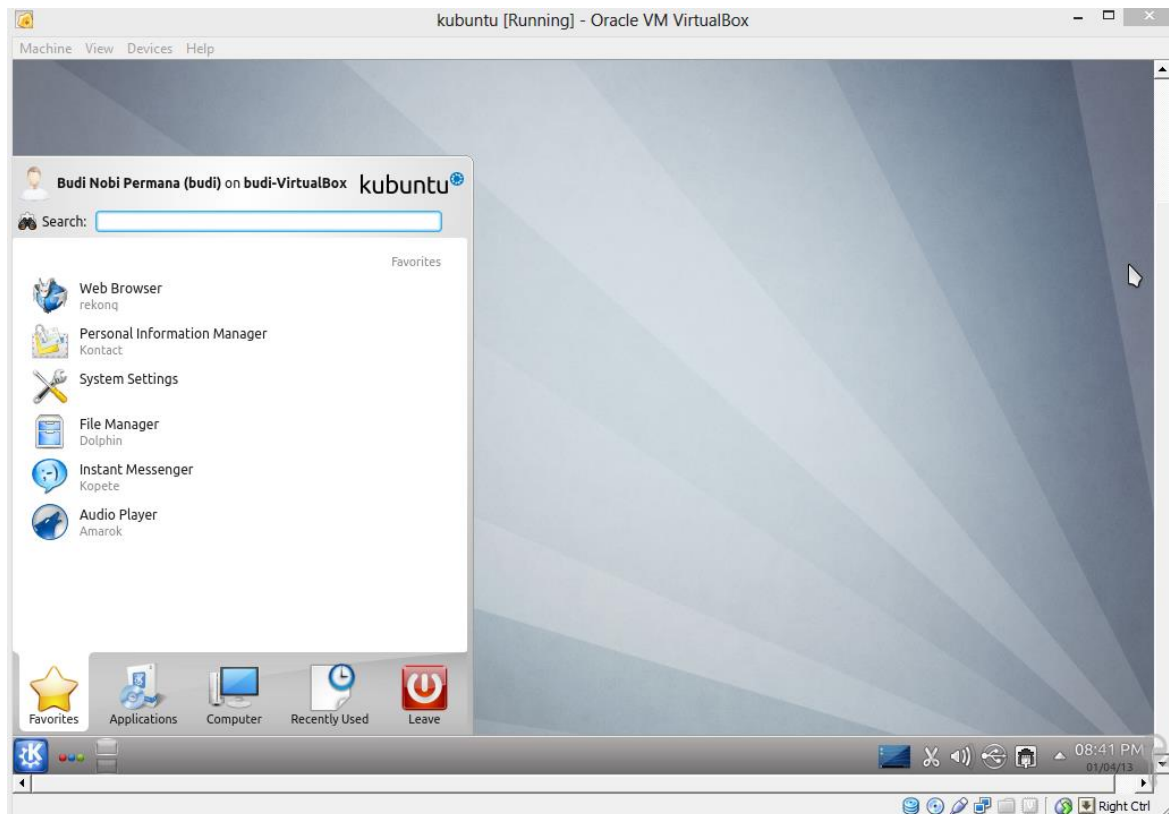 kubuntu [Running] - Oracle VM VirtualBox
Machine View Devices Help
Budi Nobi Permana (budi) on budi-VirtualBox kubuntu
Search:
Favorites
Web Browser
rekonq
Personal Information Manager
Kontact
System Settings
File Manager
Dolphin
Instant Messenger
Kopete
Audio Player
Amarok
Favorites Applications Computer Recently Used Leave
08:41 PM
01/04/13
Right Ctrl